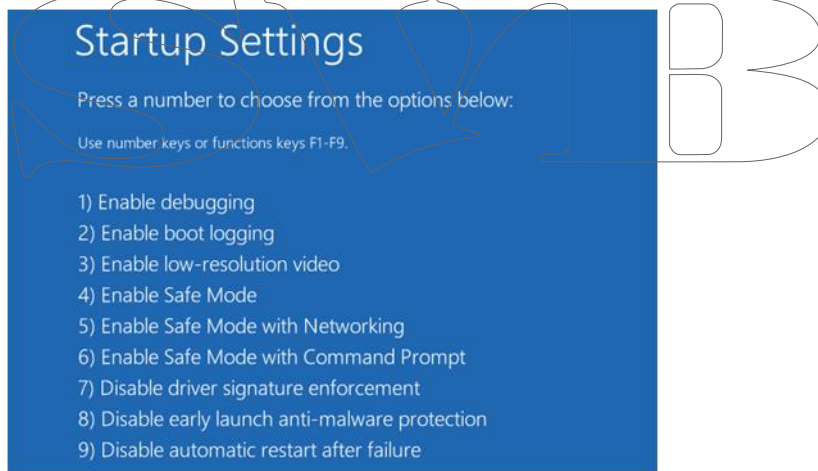 Startup Settings
Press a number to choose from the options below:
Use number keys or functions keys F1-F9.
1) Enable debugging
2) Enable boot logging
3) Enable low-resolution video
4) Enable Safe Mode
5) Enable Safe Mode with Networking
6) Enable Safe Mode with Command Prompt
7) Disable driver signature enforcement
8) Disable early launch anti-malware protection
9) Disable automatic restart after failure